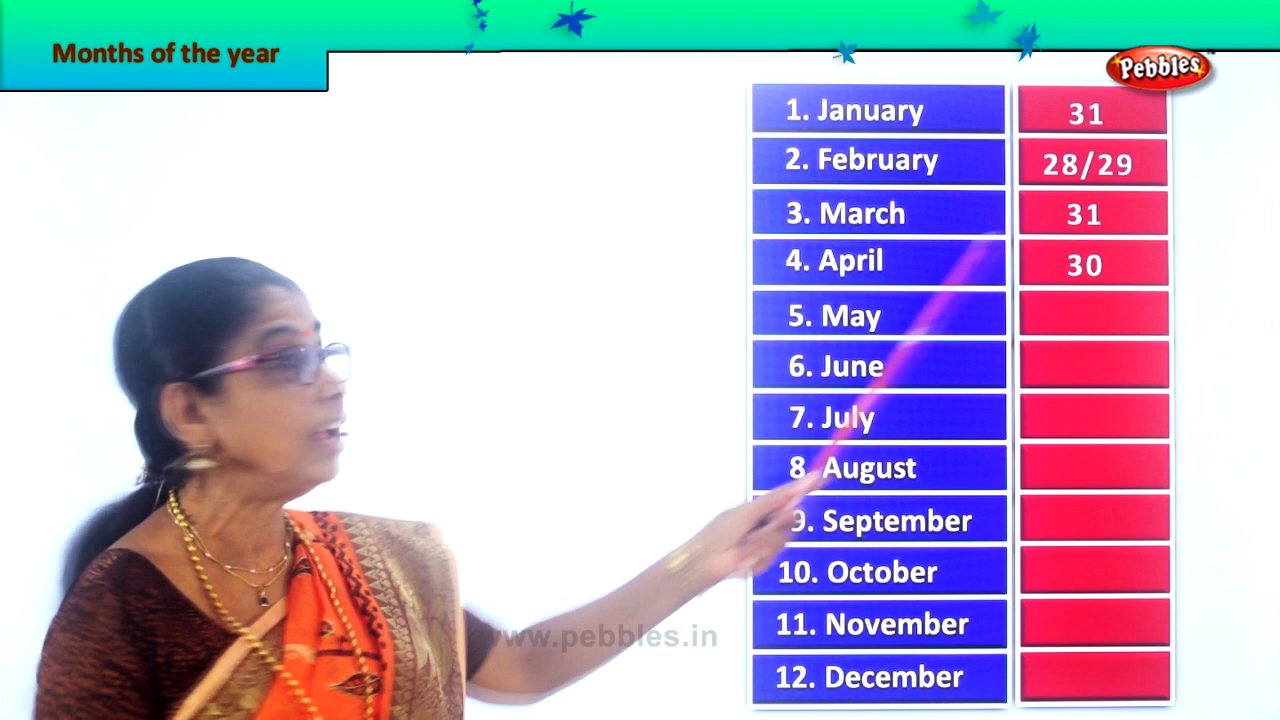 Months of the year
Pebbles
1. January 31
2. February 28/29
3. March 31
4. April 30
5. May
6. June
7. July
8. August
9. September
10. October
11. November
12. December
www.pebbles.in